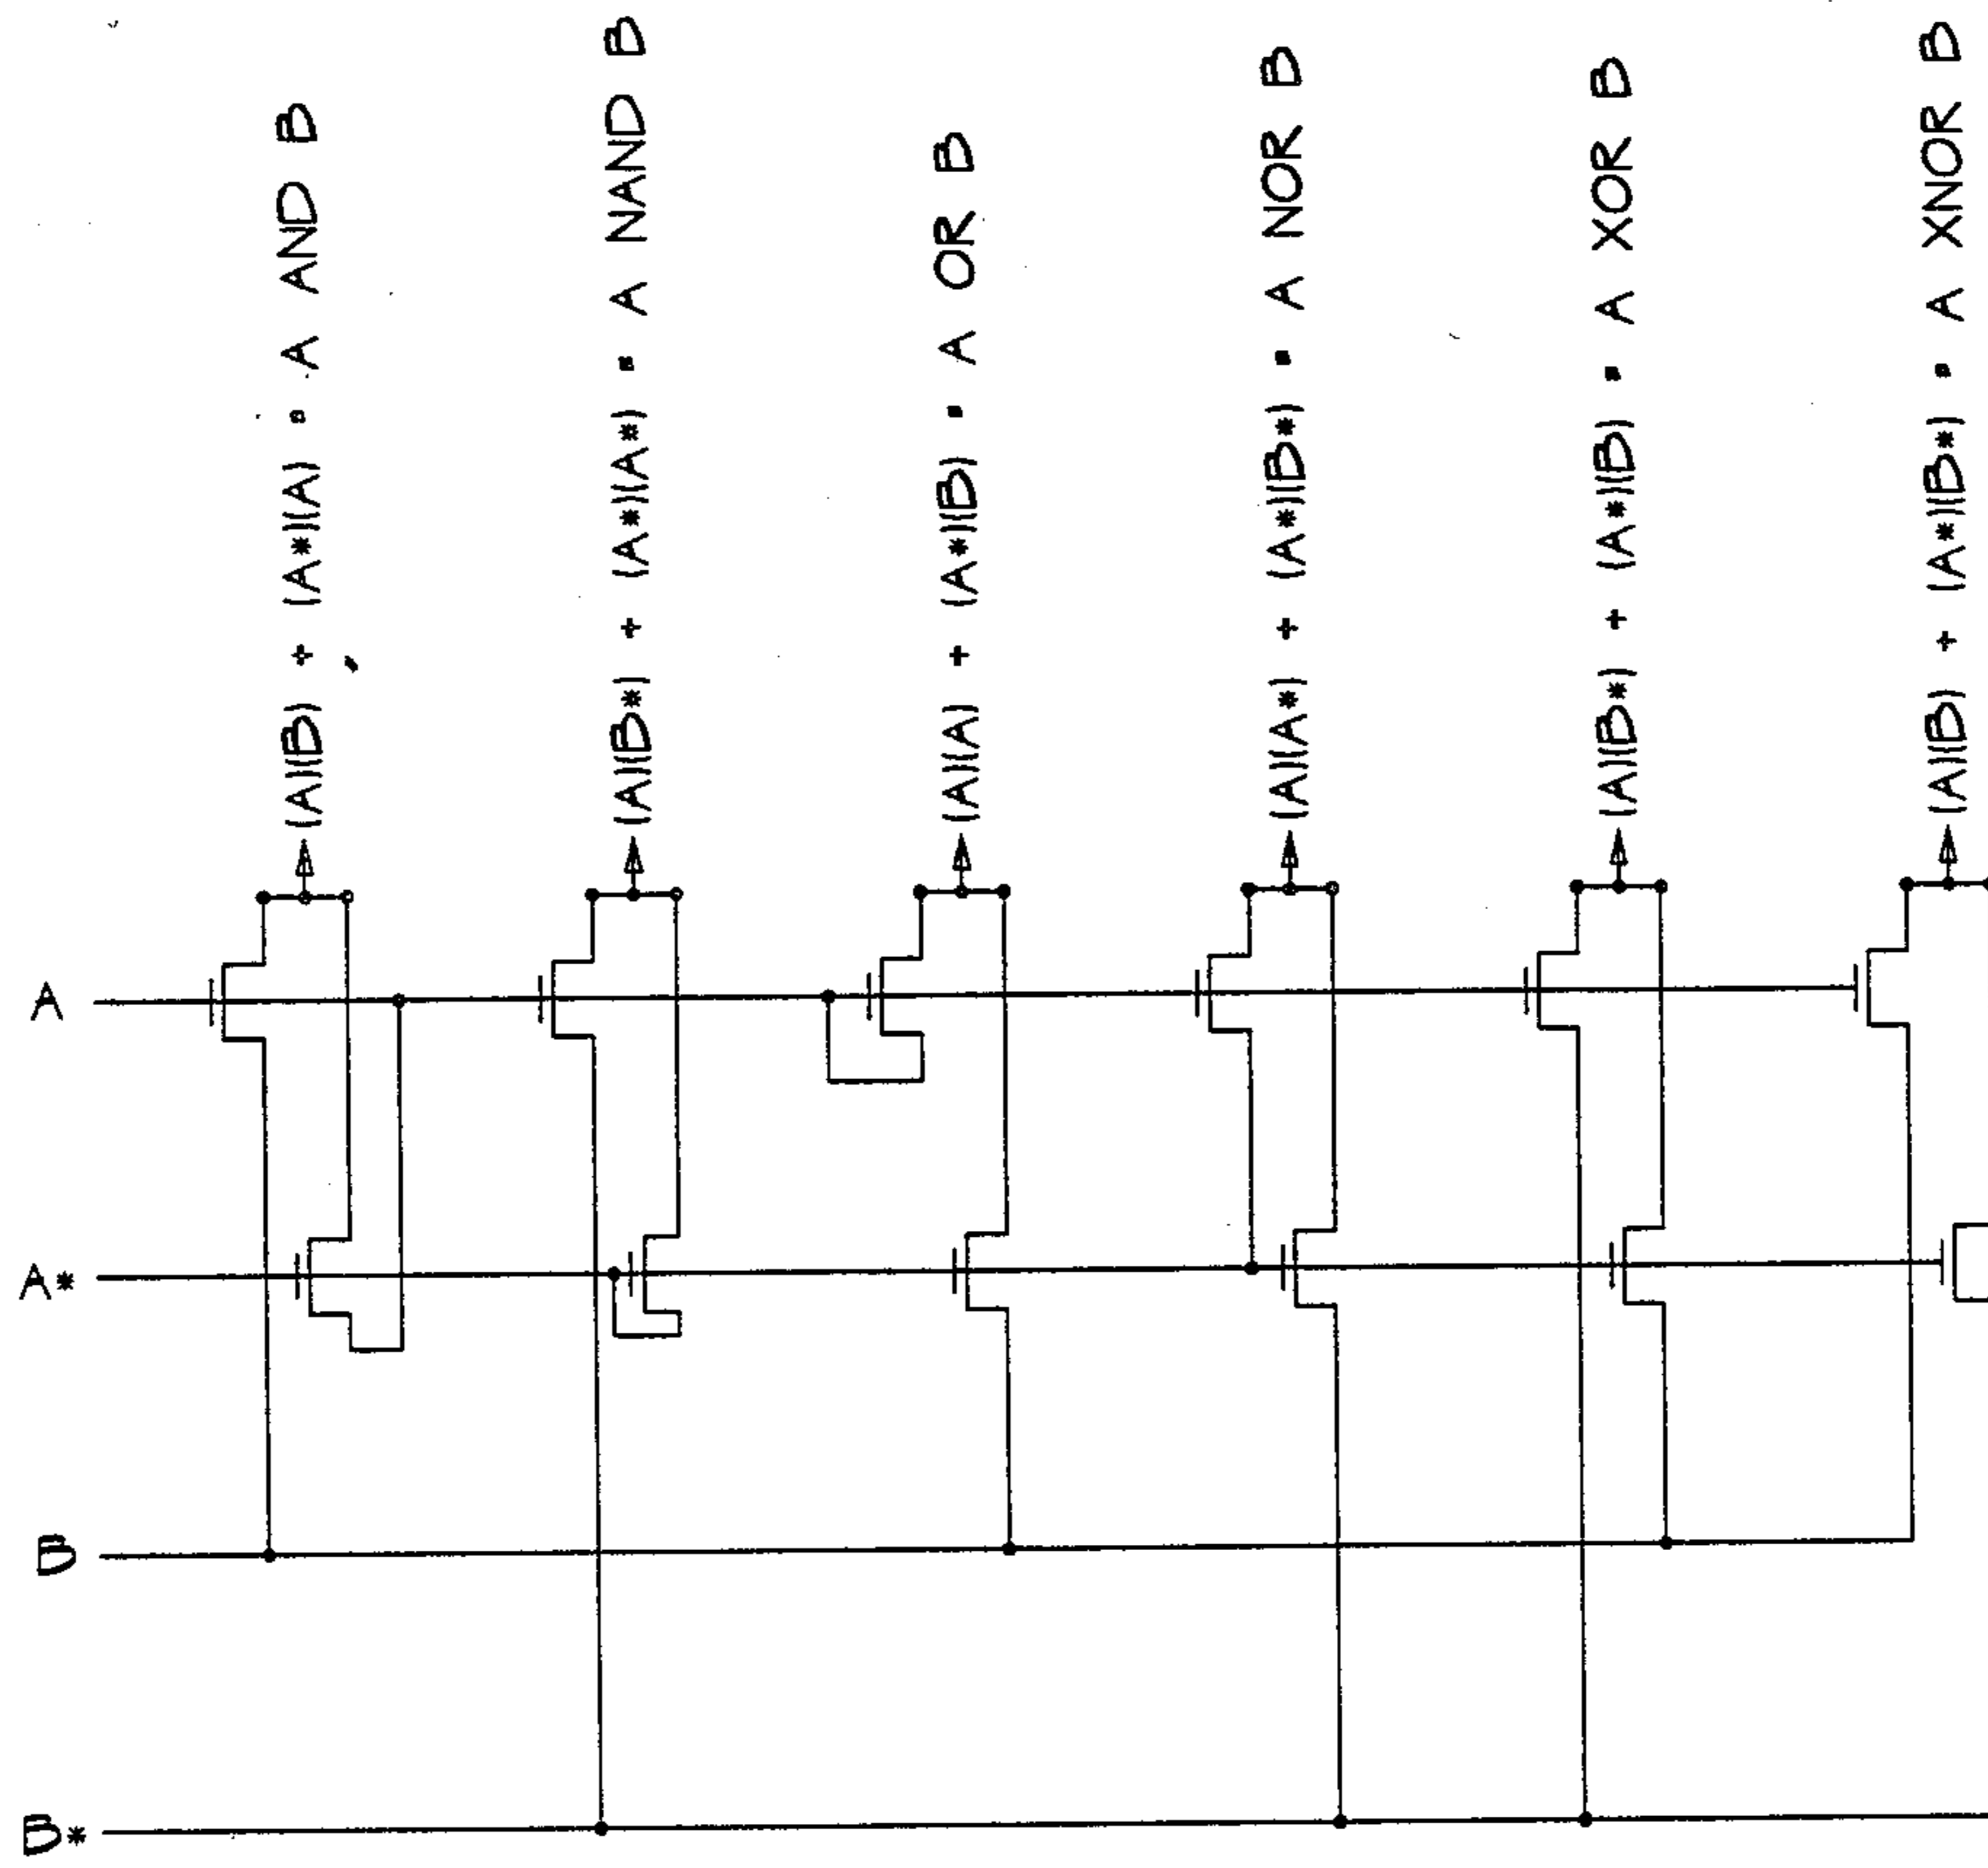 (A)(B) + (A*)(A) = A AND B
(A)(B*) + (A*)(A*) = A NAND B
(A)(A) + (A*)(B) = A OR B
(A)(A*) + (A*)(B*) = A NOR B
(A)(B*) + (A*)(B) = A XOR B
(A)(B) + (A*)(B*) = A XNOR B
A
A*
B
B*